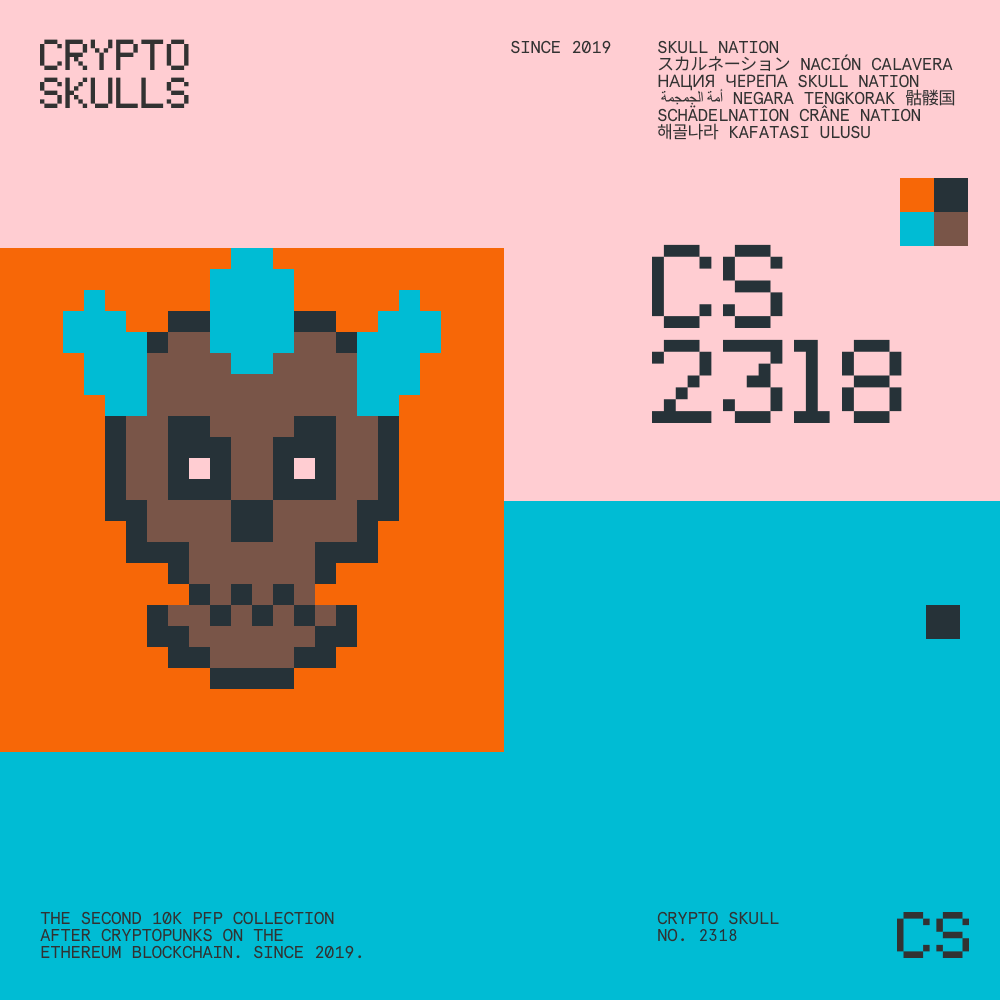 CRYPTO
SKULLS
SINCE 2019
SKULL NATION
スカルネーション NACIÓN CALAVERA
НАЦИЯ ЧЕРЕПА SKULL NATION
أمة الجمجمة NEGARA TENGKORAK 骷髅国
SCHÄDELNATION CRÂNE NATION
해골나라 KAFATASI ULUSU
CS
2318
THE SECOND 10K PFP COLLECTION
AFTER CRYPTOPUNKS ON THE
ETHEREUM BLOCKCHAIN. SINCE 2019.
CRYPTO SKULL
NO. 2318
CS